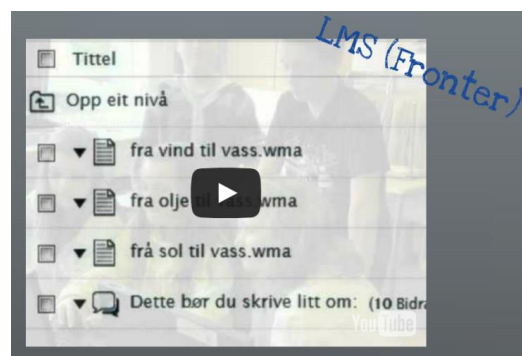 LMS (Fronter)
Tittel
Opp eit nivå
fra vind til vass.wma
fra olje til vass.wma
frå sol til vass.wma
Dette bør du skrive litt om: (10 Bidra
YouTube